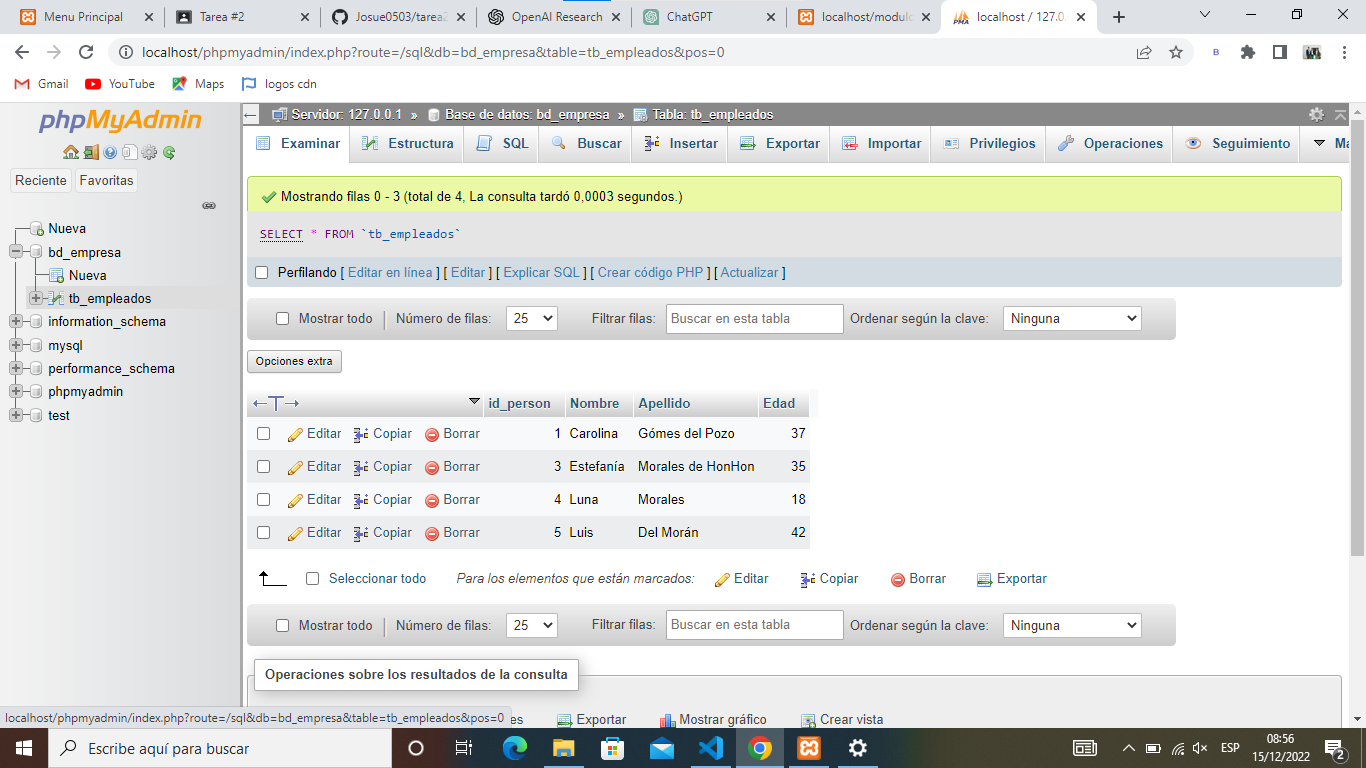 Menu Principal
Tarea #2
Josue0503/tarea2
OpenAI Research
ChatGPT
localhost/modulo
localhost / 127.0.
localhost/phpmyadmin/index.php?route=/sql&db=bd_empresa&table=tb_empleados&pos=0
Gmail YouTube Maps logos cdn
phpMyAdmin
Reciente Favoritas
Nueva
bd_empresa
Nueva
tb_empleados
information_schema
mysql
performance_schema
phpmyadmin
test
Servidor: 127.0.0.1 » Base de datos: bd_empresa » Tabla: tb_empleados
Examinar Estructura SQL Buscar Insertar Exportar Importar Privilegios Operaciones Seguimiento Má
Mostrando filas 0 - 3 (total de 4, La consulta tardó 0,0003 segundos.)
SELECT * FROM `tb_empleados`
Perfilando [ Editar en línea ] [ Editar ] [ Explicar SQL ] [ Crear código PHP ] [ Actualizar ]
Mostrar todo | Número de filas: 25 Filtrar filas: Buscar en esta tabla Ordenar según la clave: Ninguna
Opciones extra
←T→ id_person Nombre Apellido Edad
Editar Copiar Borrar 1 Carolina Gómes del Pozo 37
Editar Copiar Borrar 3 Estefanía Morales de HonHon 35
Editar Copiar Borrar 4 Luna Morales 18
Editar Copiar Borrar 5 Luis Del Morán 42
Seleccionar todo Para los elementos que están marcados: Editar Copiar Borrar Exportar
Mostrar todo | Número de filas: 25 Filtrar filas: Buscar en esta tabla Ordenar según la clave: Ninguna
Operaciones sobre los resultados de la consulta
es Exportar Mostrar gráfico Crear vista
localhost/phpmyadmin/index.php?route=/sql&db=bd_empresa&table=tb_empleados&pos=0
Escribe aquí para buscar
ESP
08:56
15/12/2022
2